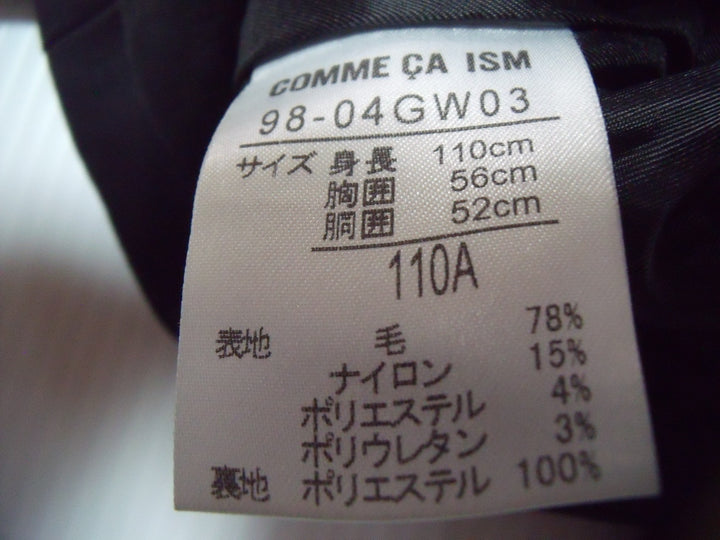 COMME ÇA ISM
98-04GW03
サイズ 身長 110cm
胸囲 56cm
胴囲 52cm
110A
表地 毛 78%
ナイロン 15%
ポリエステル 4%
ポリウレタン 3%
裏地 ポリエステル 100%